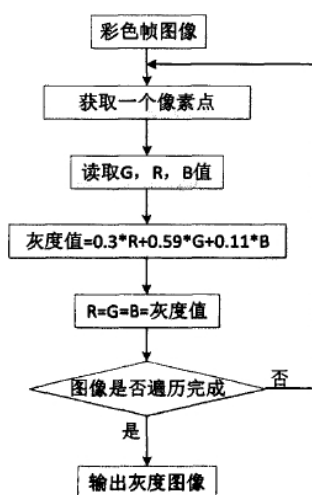 彩色帧图像
获取一个像素点
读取G，R，B值
灰度值=0.3*R+0.59*G+0.11*B
R=G=B=灰度值
图像是否遍历完成
否
是
输出灰度图像